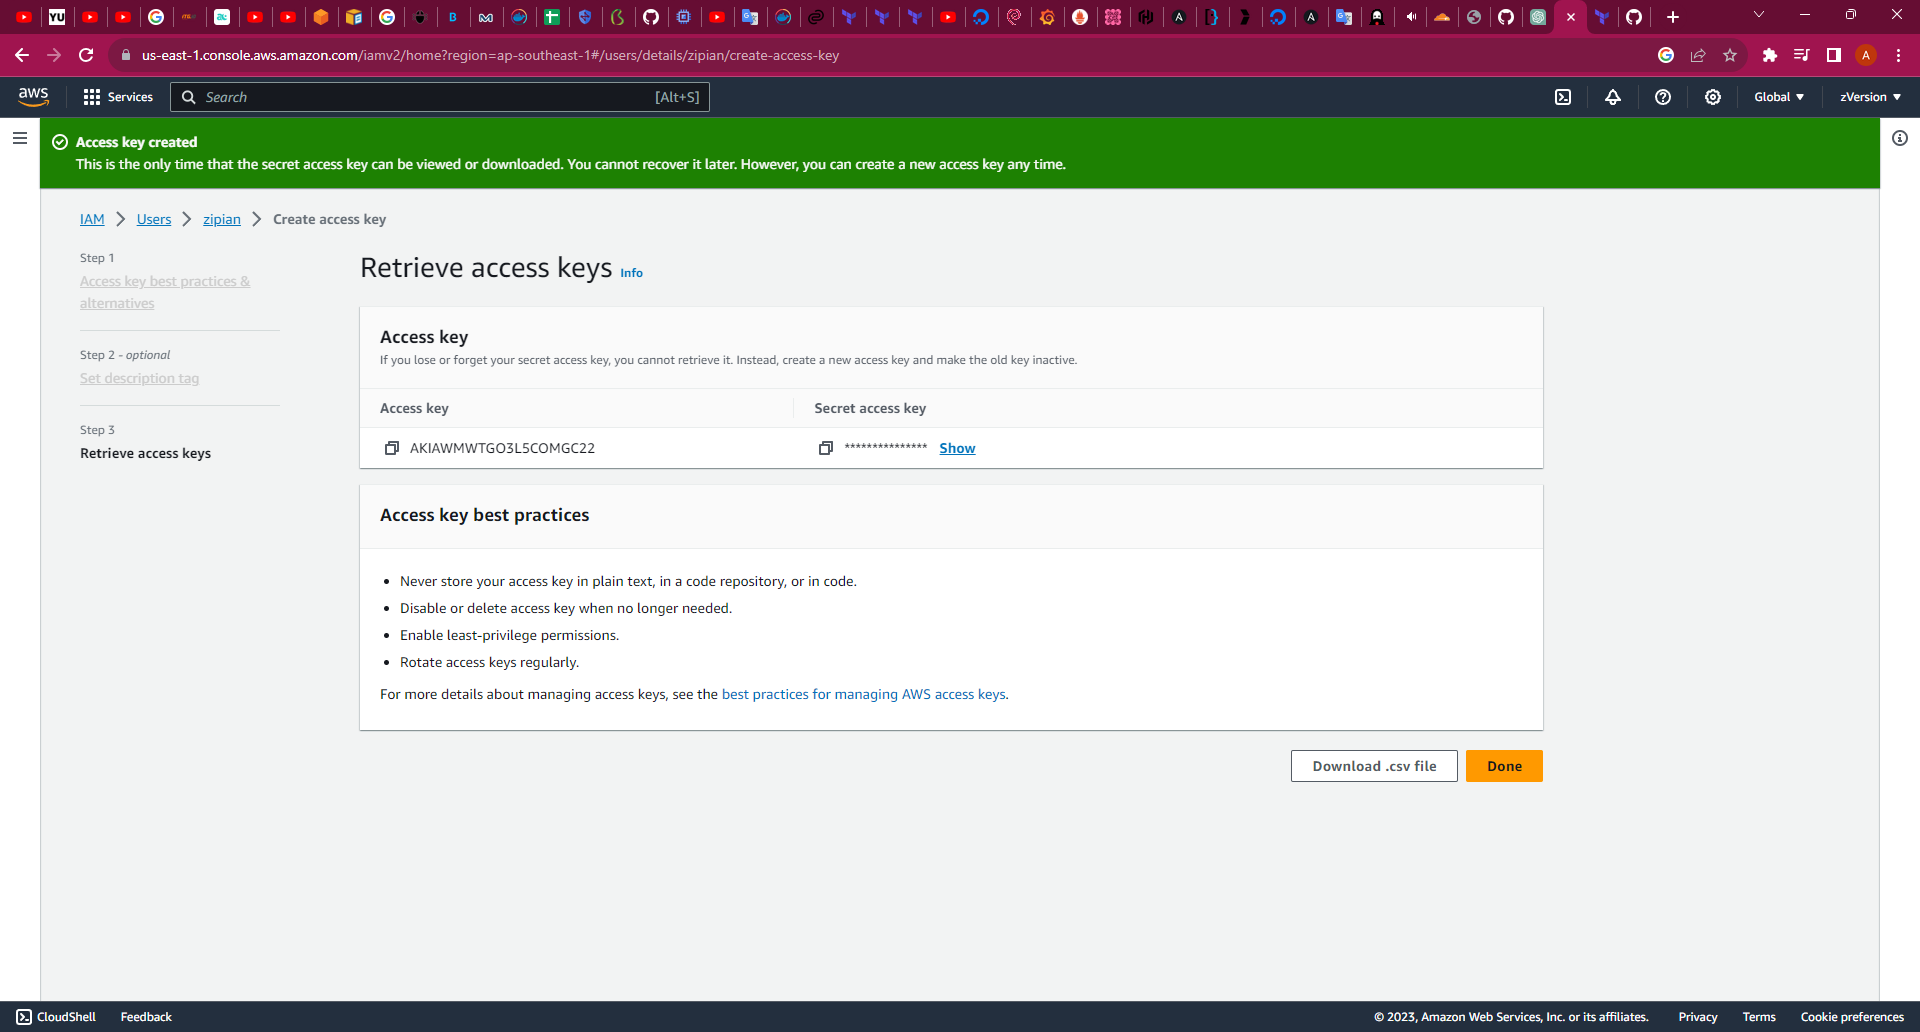 us-east-1.console.aws.amazon.com/iamv2/home?region=ap-southeast-1#/users/details/zipian/create-access-key
A
aws
Services
Search
[Alt+S]
Global
zVersion
Access key created
This is the only time that the secret access key can be viewed or downloaded. You cannot recover it later. However, you can create a new access key any time.
IAM > Users > zipian > Create access key
Step 1
Access key best practices &
alternatives
Step 2 - optional
Set description tag
Step 3
Retrieve access keys
Retrieve access keys Info
Access key
If you lose or forget your secret access key, you cannot retrieve it. Instead, create a new access key and make the old key inactive.
Access key
Secret access key
AKIAWMWTGO3L5COMGC22
*************** Show
Access key best practices
• Never store your access key in plain text, in a code repository, or in code.
• Disable or delete access key when no longer needed.
• Enable least-privilege permissions.
• Rotate access keys regularly.
For more details about managing access keys, see the best practices for managing AWS access keys.
Download .csv file
Done
CloudShell
Feedback
© 2023, Amazon Web Services, Inc. or its affiliates.
Privacy
Terms
Cookie preferences